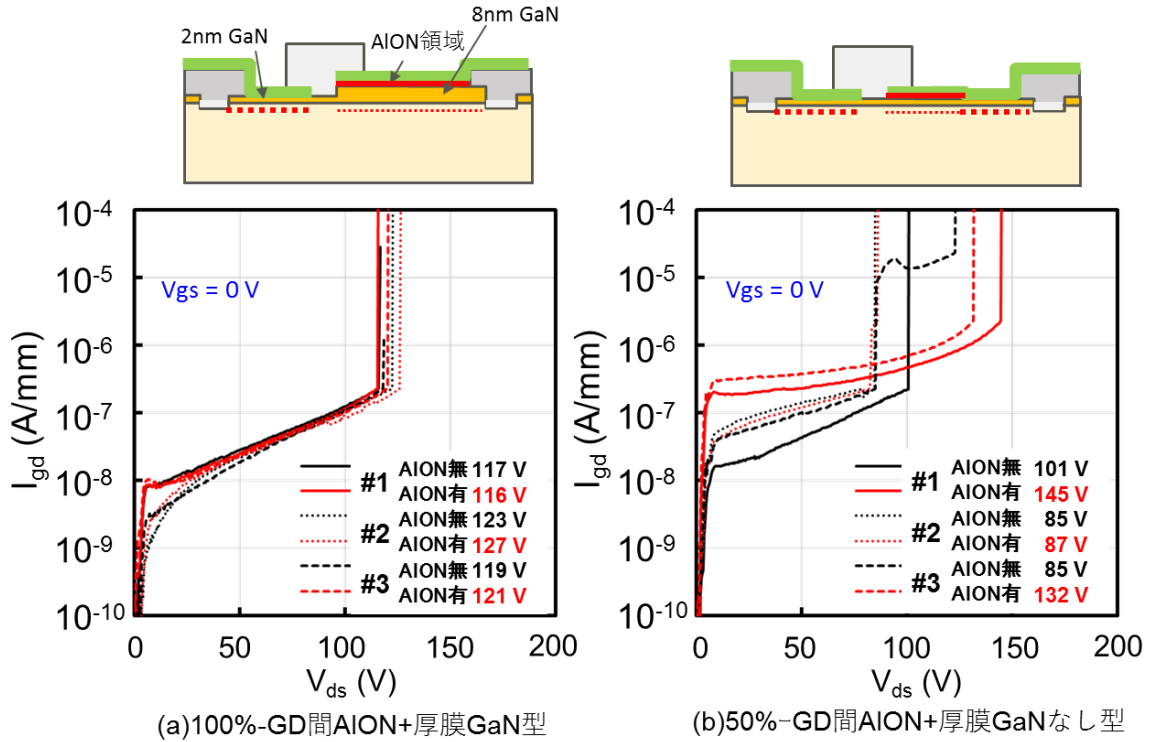 8nm GaN
2nm GaN
AlON領域
10-4
10-5
10-6
10-7
10-8
10-9
10-10
Igd (A/mm)
Vgs = 0 V
#1 AlON無 117 V
AlON有 116 V
#2 AlON無 123 V
AlON有 127 V
#3 AlON無 119 V
AlON有 121 V
0 50 100 150 200
Vds (V)
(a)100%-GD間AlON+厚膜GaN型
10-4
10-5
10-6
10-7
10-8
10-9
10-10
Igd (A/mm)
Vgs = 0 V
#1 AlON無 101 V
AlON有 145 V
#2 AlON無 85 V
AlON有 87 V
#3 AlON無 85 V
AlON有 132 V
0 50 100 150 200
Vds (V)
(b)50%-GD間AlON+厚膜GaNなし型